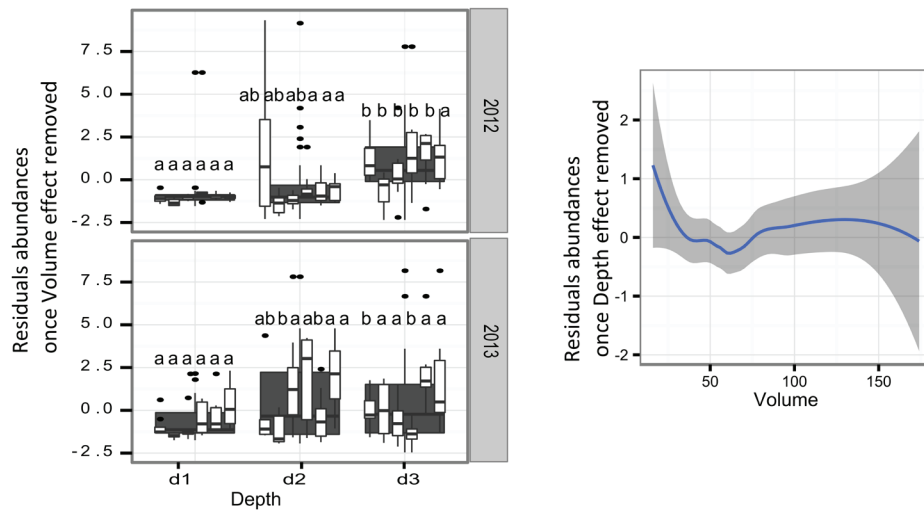 Residuals abundances
once Volume effect removed
7.5
5.0
2.5
0.0
-2.5
a a a a a a
ab ab ab a a a
b b b b b a
2012
7.5
5.0
2.5
0.0
-2.5
a a a a a a
ab b a ab a a
b a a b a a
2013
d1 d2 d3
Depth
Residuals abundances
once Depth effect removed
2
1
0
-1
-2
50 100 150
Volume